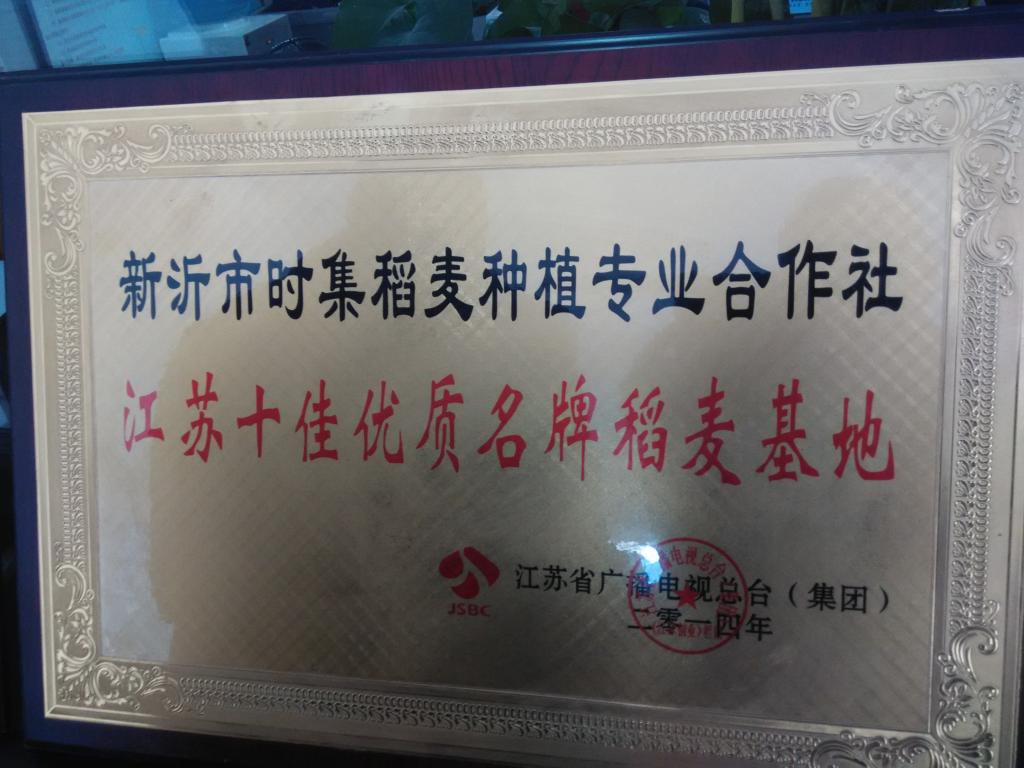 新沂市时集稻麦种植专业合作社
江苏十佳优质名牌稻麦基地
JSBC
江苏省广播电视总台（集团）
二零一四年